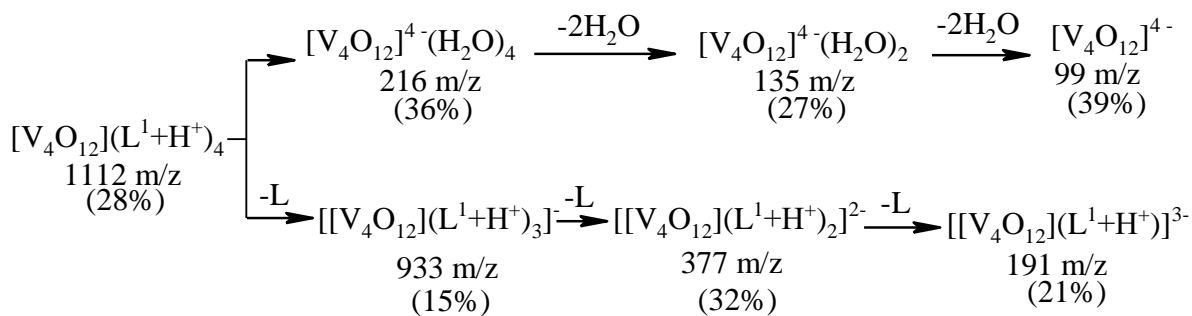 [V₄O₁₂]⁴⁻(H₂O)₄ -2H₂O [V₄O₁₂]⁴⁻(H₂O)₂ -2H₂O [V₄O₁₂]⁴⁻
216 m/z 135 m/z 99 m/z
(36%) (27%) (39%)
[V₄O₁₂](L¹+H⁺)₄
1112 m/z
(28%)
-L [[V₄O₁₂](L¹+H⁺)₃]⁻ -L [[V₄O₁₂](L¹+H⁺)₂]²⁻ -L [[V₄O₁₂](L¹+H⁺)]³⁻
933 m/z 377 m/z 191 m/z
(15%) (32%) (21%)